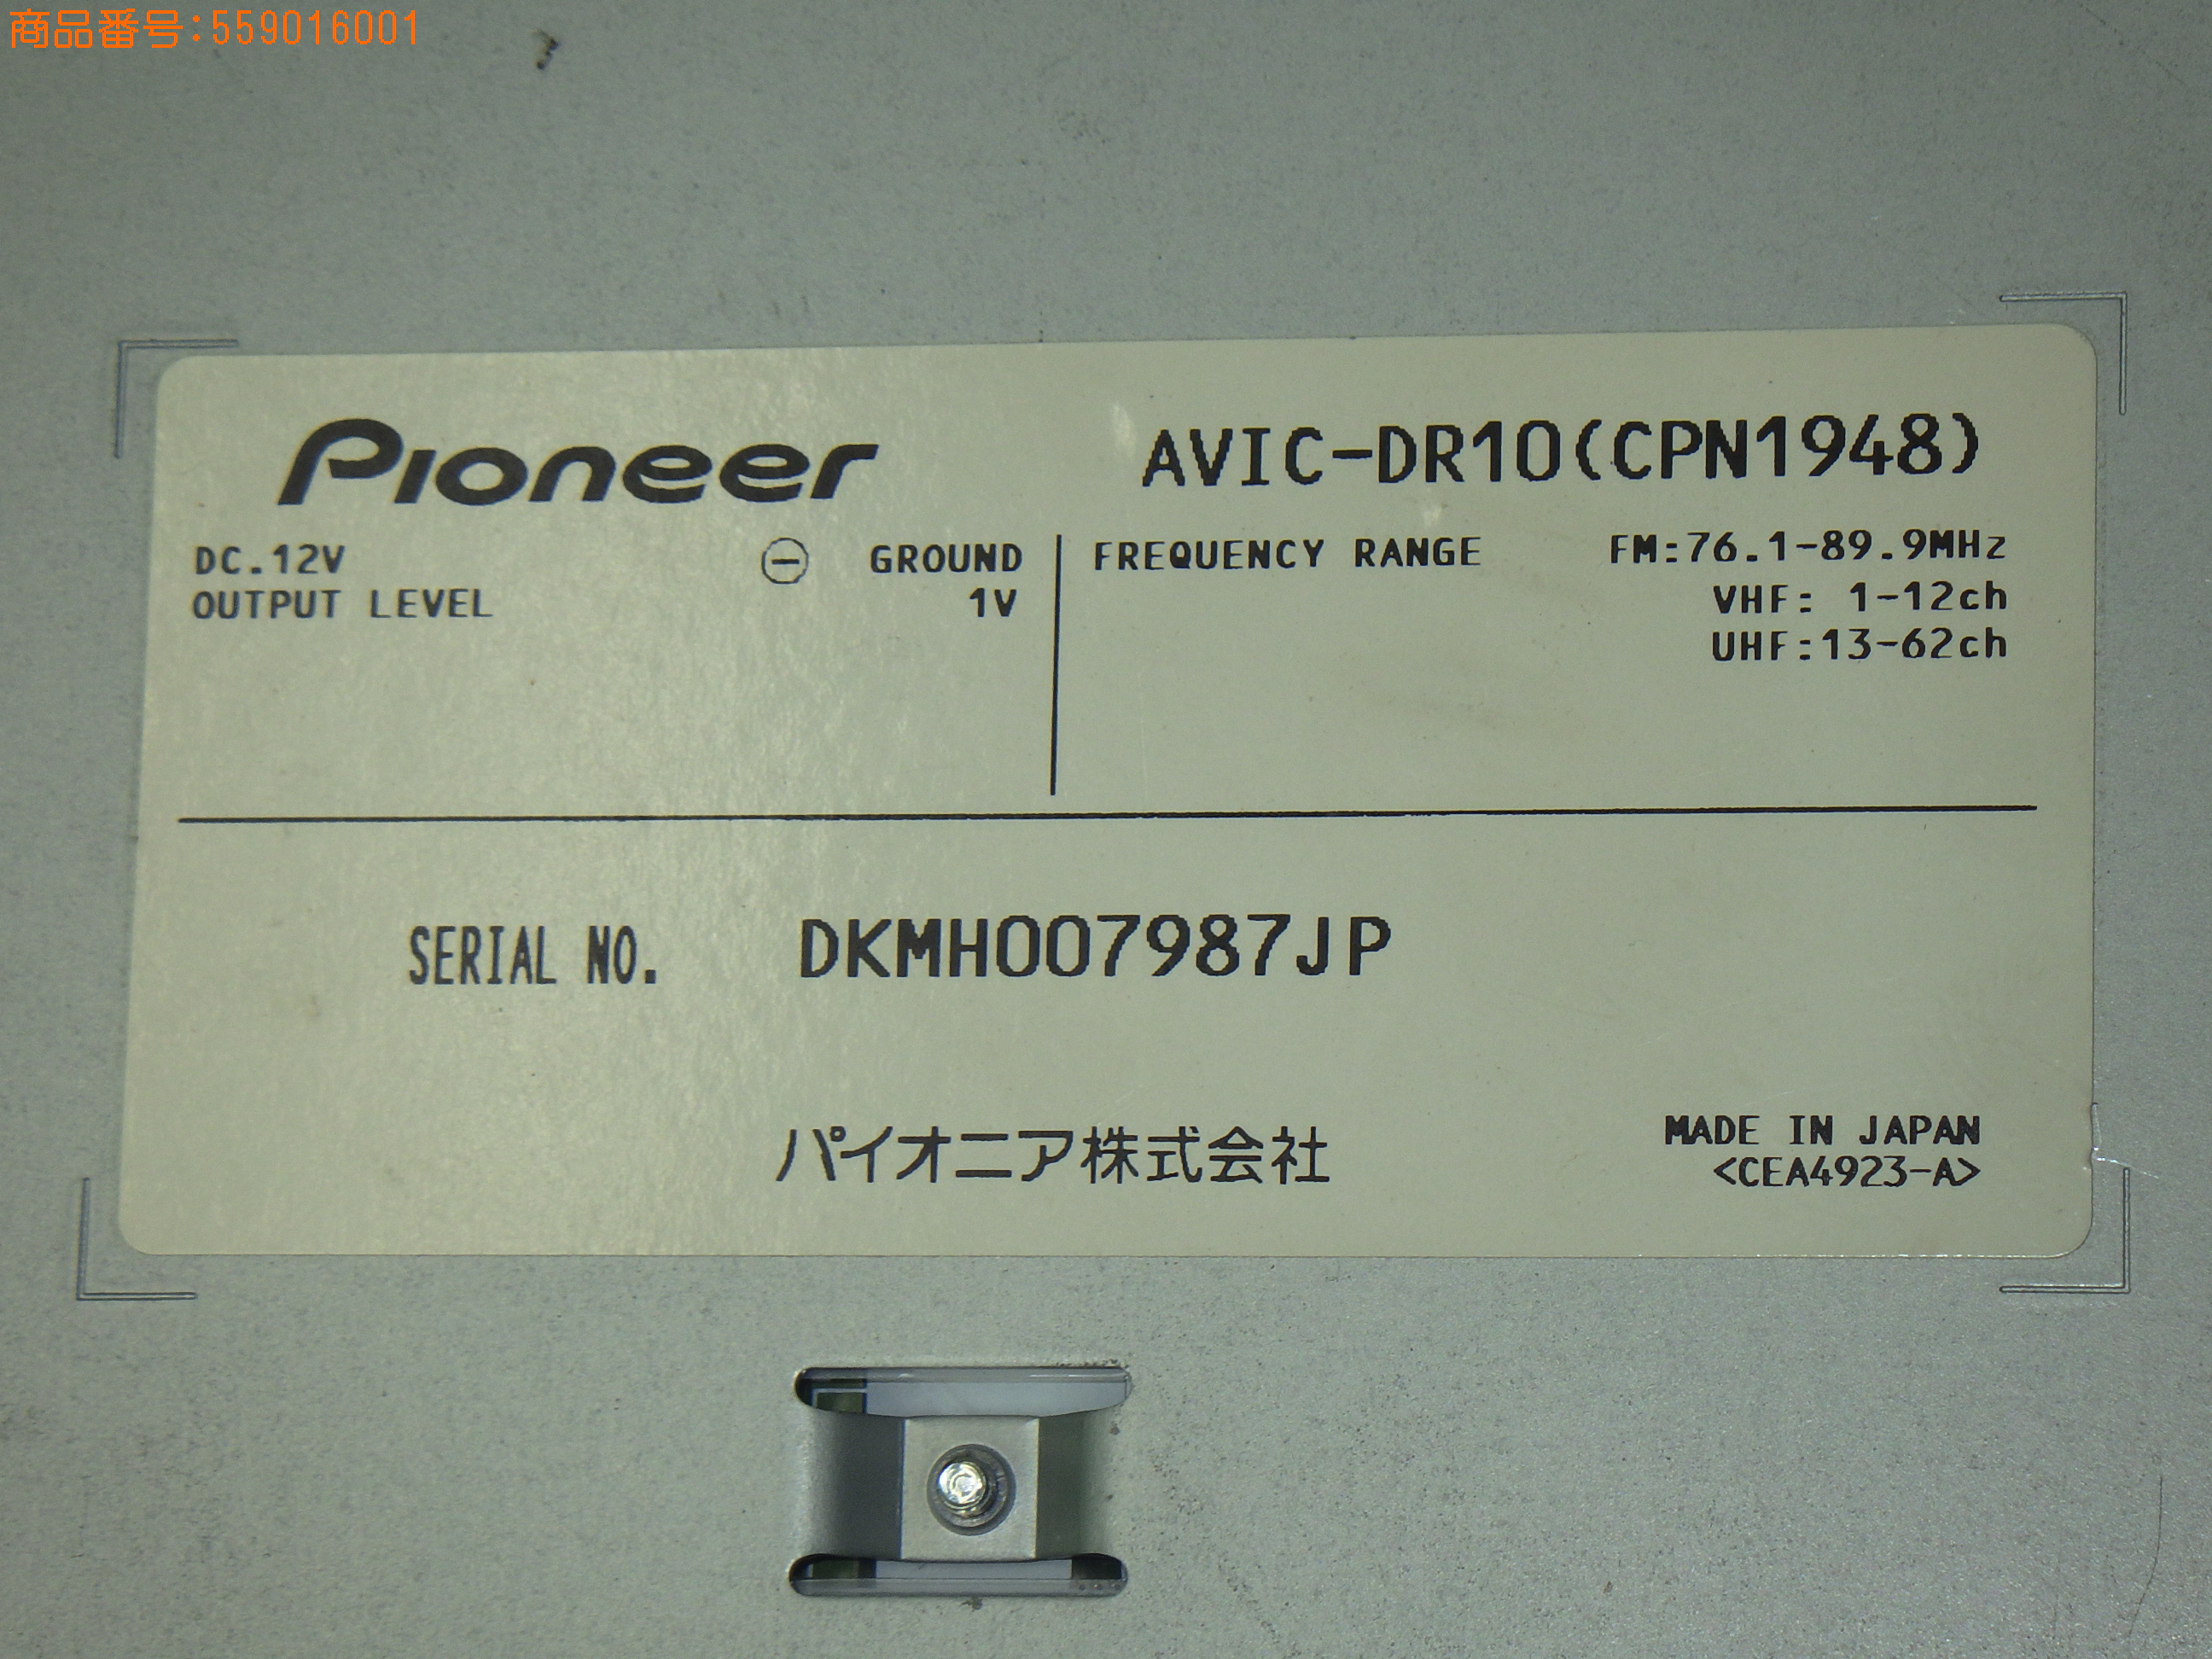 商品番号:559016001
Pioneer
AVIC-DR10(CPN1948)
DC.12V ⊖ GROUND
OUTPUT LEVEL 1V
FREQUENCY RANGE FM:76.1-89.9MHz
VHF: 1-12ch
UHF:13-62ch
SERIAL NO. DKMH007987JP
パイオニア株式会社
MADE IN JAPAN
<CEA4923-A>